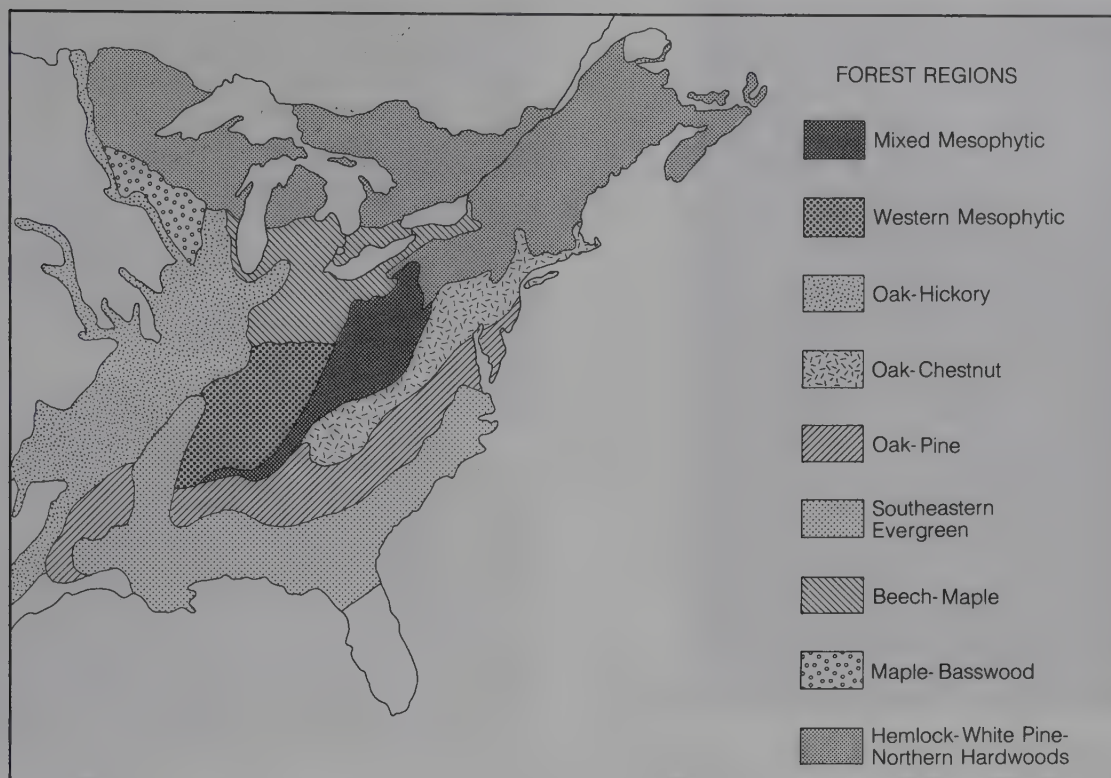 FOREST REGIONS
Mixed Mesophytic
Western Mesophytic
Oak-Hickory
Oak-Chestnut
Oak-Pine
Southeastern
Evergreen
Beech-Maple
Maple-Basswood
Hemlock-White Pine-
Northern Hardwoods